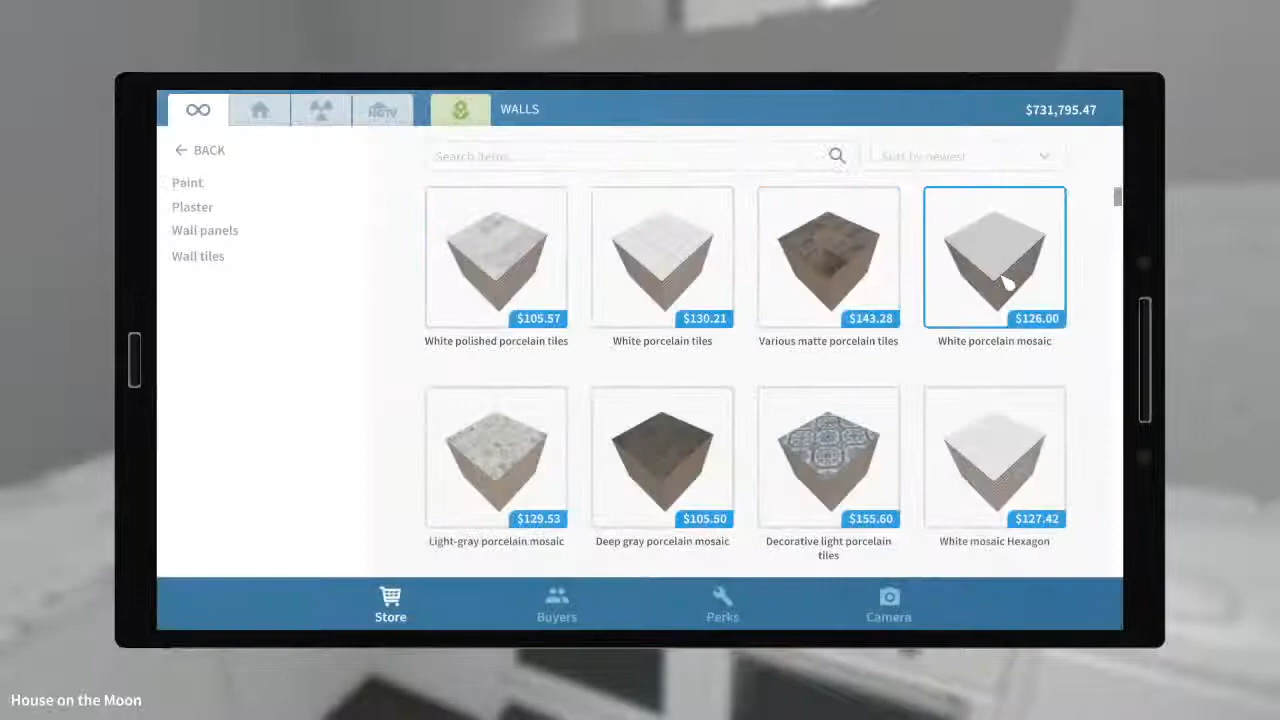 HGTV
WALLS
$731,795.47
BACK
Search items...
Sort by newest
Paint
Plaster
Wall panels
Wall tiles
$105.57
$130.21
$143.28
$126.00
White polished porcelain tiles
White porcelain tiles
Various matte porcelain tiles
White porcelain mosaic
$129.53
$105.50
$155.60
$127.42
Light-gray porcelain mosaic
Deep gray porcelain mosaic
Decorative light porcelain
tiles
White mosaic Hexagon
Store
Buyers
Perks
Camera
House on the Moon